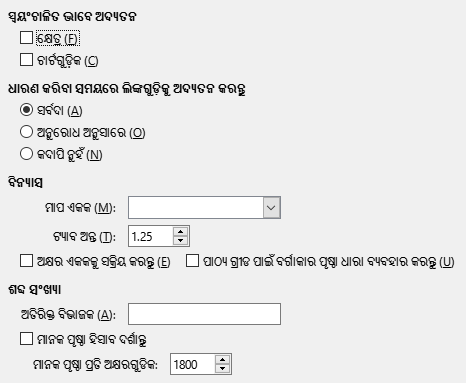 ସ୍ୱୟଂଚାଳିତ ଭାବେ ଅଦ୍ୟତନ
କ୍ଷେତ୍ର (F)
ଚାର୍ଟଗୁଡ଼ିକ (C)
ଧାରଣ କରିବା ସମୟରେ ଲିଙ୍କଗୁଡ଼ିକୁ ଅଦ୍ୟତନ କରନ୍ତୁ
ସର୍ବଦା (A)
ଅନୁରୋଧ ଅନୁସାରେ (O)
କଦାପି ନୁହଁ (N)
ବିନ୍ୟାସ
ମାପ ଏକକ (M):
ଟ୍ୟାବ ଅନ୍ତ (T): 1.25
ଅକ୍ଷର ଏକକକୁ ସକ୍ରିୟ କରନ୍ତୁ (E) ପାଠ୍ୟ ଗ୍ରୀଡ ପାଇଁ ବର୍ଗାକାର ପୃଷ୍ଠା ଧାରା ବ୍ୟବହାର କରନ୍ତୁ (U)
ଶବ୍ଦ ସଂଖ୍ୟା
ଅତିରିକ୍ତ ବିଭାଜକ (A):
ମାନକ ପୃଷ୍ଠା ହିସାବ ଦର୍ଶାନ୍ତୁ
ମାନକ ପୃଷ୍ଠା ପ୍ରତି ଅକ୍ଷରଗୁଡିକ: 1800